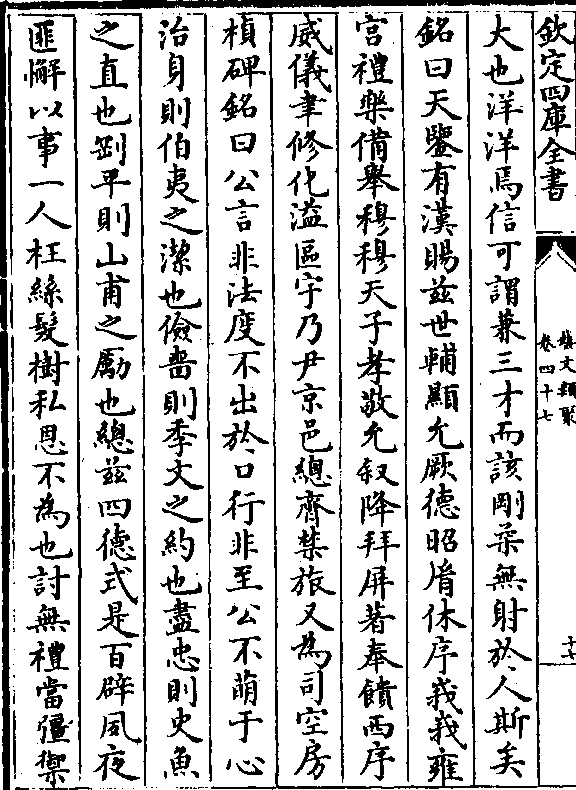 欽定四庫全書
藝文類聚
卷四十七
十七
大也洋洋焉信可謂兼三才而該剛柔無射於人斯矣
銘曰天鑒有漢賜茲世輔顯允厥德昭膺休序峩峩雍
宫禮樂備舉穆穆天子孝敬允叙降拜屏著奉饋西序
威儀聿修化溢區宇乃尹京邑總齊禁旅又為司空房
楨碑銘曰公言非法度不出於口行非至公不萌于心
治身則伯夷之潔也儉嗇則季文之約也盡忠則史魚
之直也剛平則山甫之勵也總茲四德式是百辟夙夜
匪懈以事一人枉絲髮樹私恩不為也討無禮當彊禦